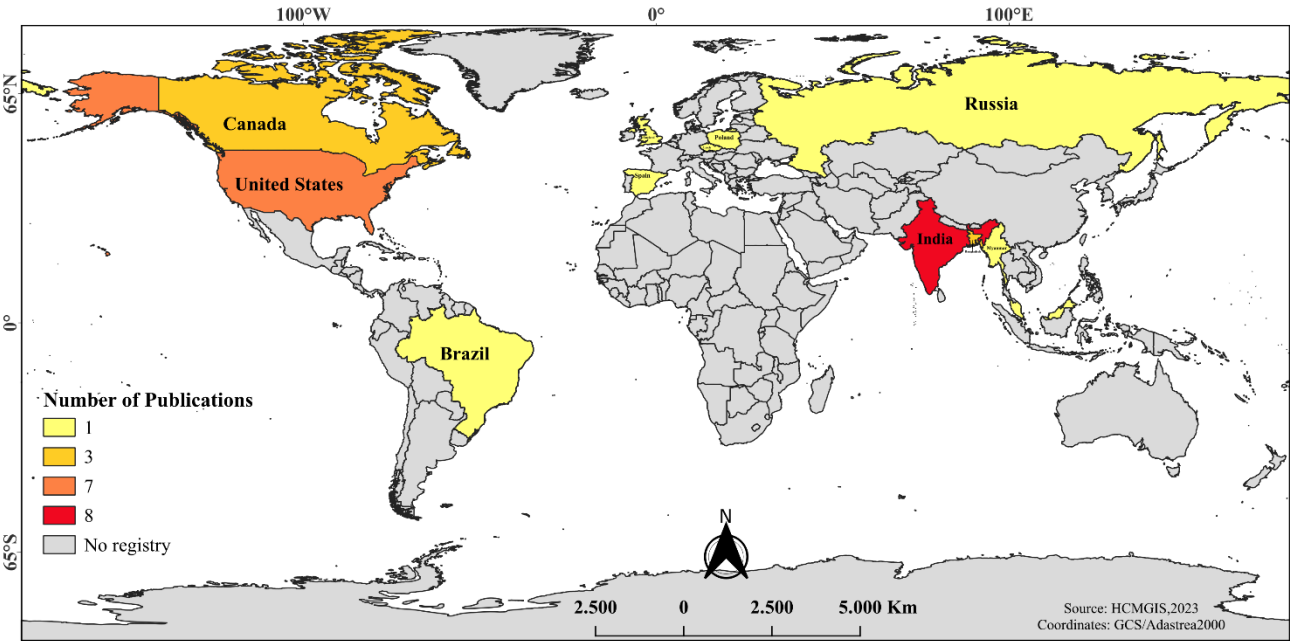 100°W 0° 100°E
65°N
Canada
United States
Russia
Poland
Spain
India
Myanmar
0°
Brazil
Number of Publications
1
3
7
8
No registry
65°S
N
2.500 0 2.500 5.000 Km
Source: HCMGIS,2023
Coordinates: GCS/Adastrea2000